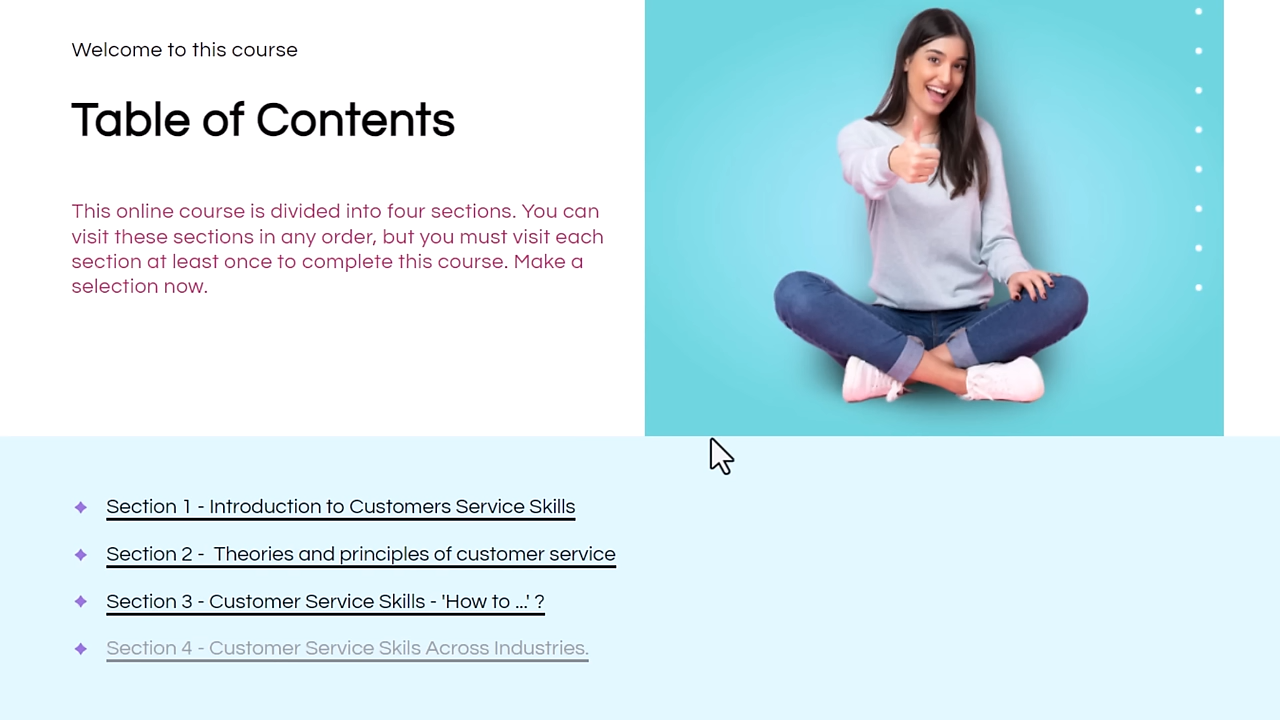 Welcome to this course
Table of Contents
This online course is divided into four sections. You can
visit these sections in any order, but you must visit each
section at least once to complete this course. Make a
selection now.
Section 1 - Introduction to Customers Service Skills
Section 2 -  Theories and principles of customer service
Section 3 - Customer Service Skills - 'How to ...' ?
Section 4 - Customer Service Skils Across Industries.